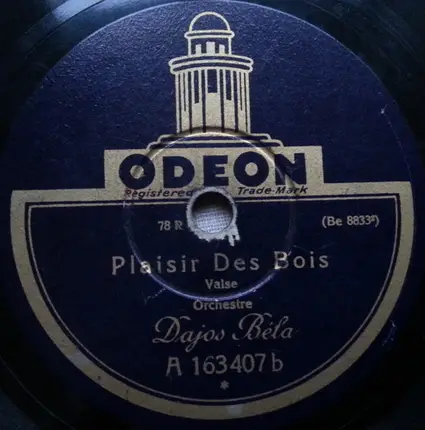 ODEON
Registered Trade-Mark
78 R
(Be 8833²)
Plaisir Des Bois
Valse
Orchestre
Dajos Béla
A 163407 b
*